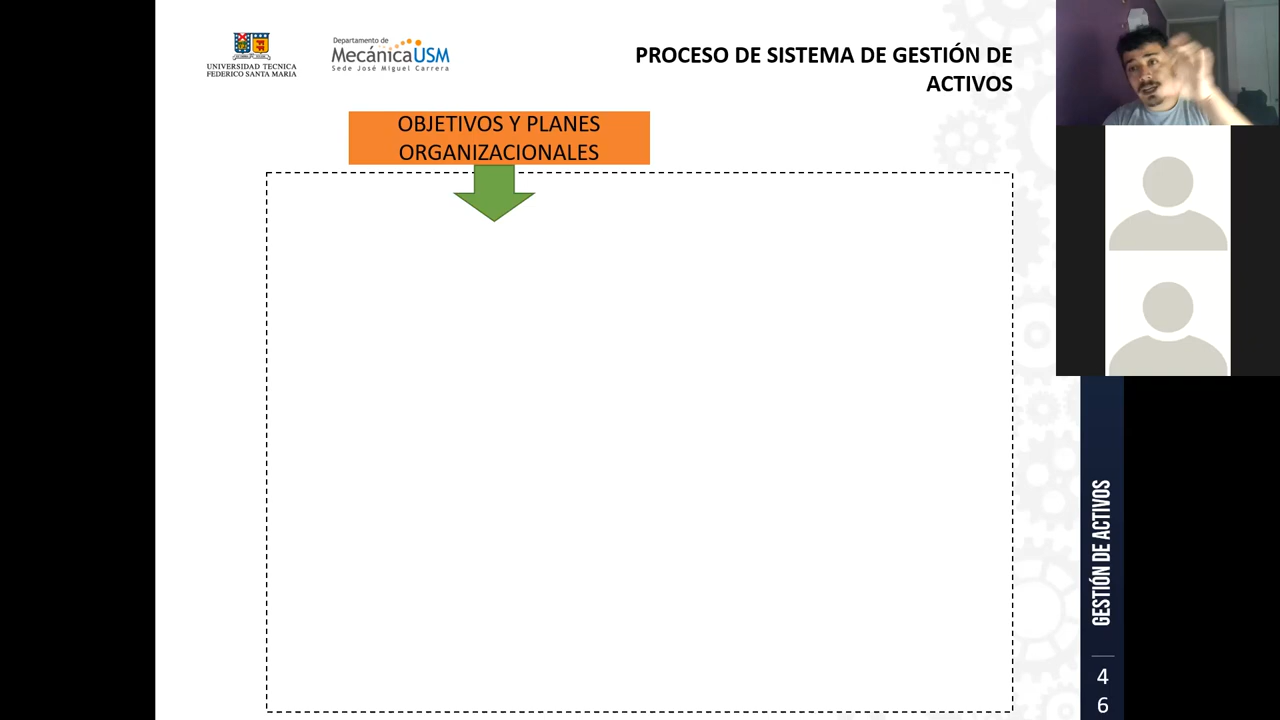 UNIVERSIDAD TECNICA
FEDERICO SANTA MARIA
Departamento de
MecánicaUSM
Sede José Miguel Carrera
PROCESO DE SISTEMA DE GESTIÓN DE
ACTIVOS
OBJETIVOS Y PLANES
ORGANIZACIONALES
GESTIÓN DE ACTIVOS
4
6